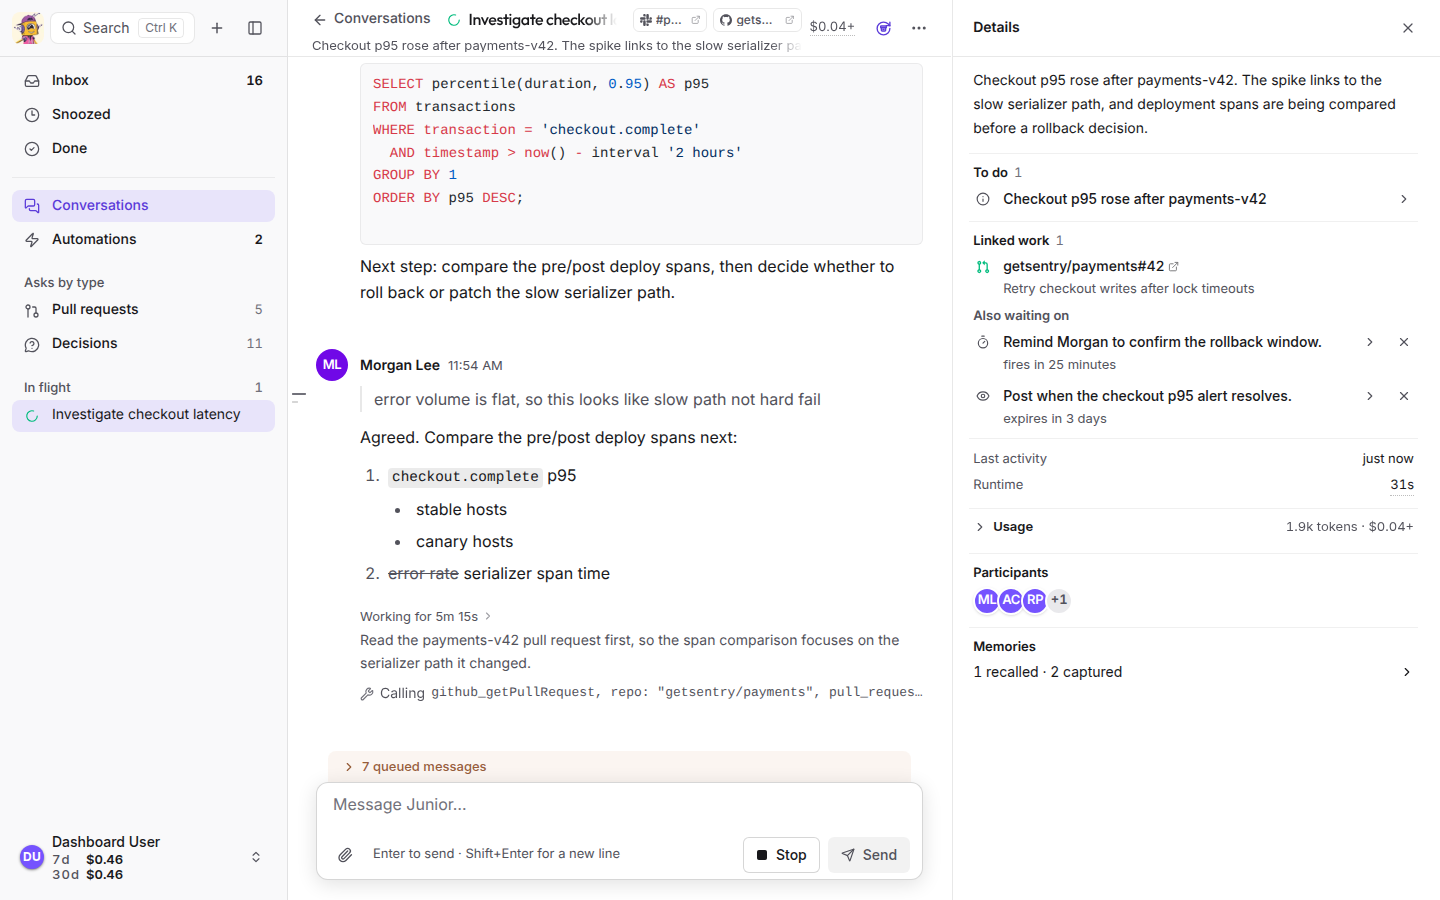 Search Ctrl K
Inbox 16
Snoozed
Done
Conversations
Automations 2
Asks by type
Pull requests 5
Decisions 11
In flight 1
Investigate checkout latency
DU
Dashboard User
7d $0.46
30d $0.46
Conversations
Investigate checkout
#p...
gets...
$0.04+
Checkout p95 rose after payments-v42. The spike links to the slow serializer pa
SELECT percentile(duration, 0.95) AS p95
FROM transactions
WHERE transaction = 'checkout.complete'
AND timestamp > now() - interval '2 hours'
GROUP BY 1
ORDER BY p95 DESC;
Next step: compare the pre/post deploy spans, then decide whether to
roll back or patch the slow serializer path.
ML
Morgan Lee 11:54 AM
error volume is flat, so this looks like slow path not hard fail
Agreed. Compare the pre/post deploy spans next:
1. checkout.complete p95
• stable hosts
• canary hosts
2. error rate serializer span time
Working for 5m 15s
Read the payments-v42 pull request first, so the span comparison focuses on the
serializer path it changed.
Calling github_getPullRequest, repo: "getsentry/payments", pull_reques…
7 queued messages
Message Junior...
Enter to send · Shift+Enter for a new line
Stop
Send
Details
Checkout p95 rose after payments-v42. The spike links to the
slow serializer path, and deployment spans are being compared
before a rollback decision.
To do 1
Checkout p95 rose after payments-v42
Linked work 1
getsentry/payments#42
Retry checkout writes after lock timeouts
Also waiting on
Remind Morgan to confirm the rollback window.
fires in 25 minutes
Post when the checkout p95 alert resolves.
expires in 3 days
Last activity just now
Runtime 31s
Usage 1.9k tokens · $0.04+
Participants
ML AC RP +1
Memories
1 recalled · 2 captured